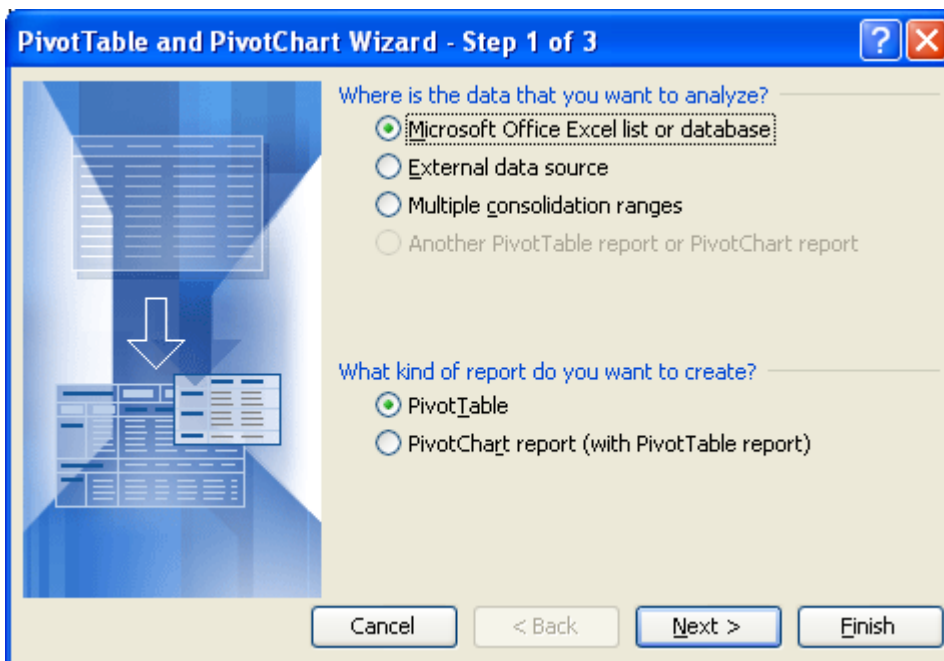 PivotTable and PivotChart Wizard - Step 1 of 3
Where is the data that you want to analyze?
Microsoft Office Excel list or database
External data source
Multiple consolidation ranges
Another PivotTable report or PivotChart report
What kind of report do you want to create?
PivotTable
PivotChart report (with PivotTable report)
Cancel
< Back
Next >
Finish